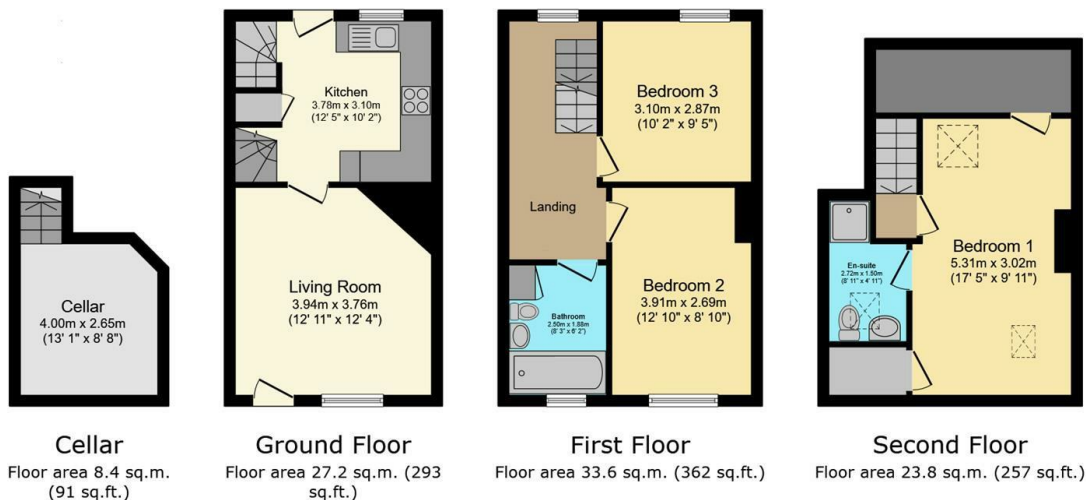 Kitchen
3.78m x 3.10m
(12' 5" x 10' 2")
Living Room
3.94m x 3.76m
(12' 11" x 12' 4")
Cellar
4.00m x 2.65m
(13' 1" x 8' 8")
Bedroom 3
3.10m x 2.87m
(10' 2" x 9' 5")
Landing
Bedroom 2
3.91m x 2.69m
(12' 10" x 8' 10")
Bathroom
2.50m x 1.88m
(8' 3" x 6' 2")
Bedroom 1
5.31m x 3.02m
(17' 5" x 9' 11")
En-suite
2.72m x 1.50m
(8' 11" x 4' 11")
Cellar
Floor area 8.4 sq.m.
(91 sq.ft.)
Ground Floor
Floor area 27.2 sq.m. (293
sq.ft.)
First Floor
Floor area 33.6 sq.m. (362 sq.ft.)
Second Floor
Floor area 23.8 sq.m. (257 sq.ft.)